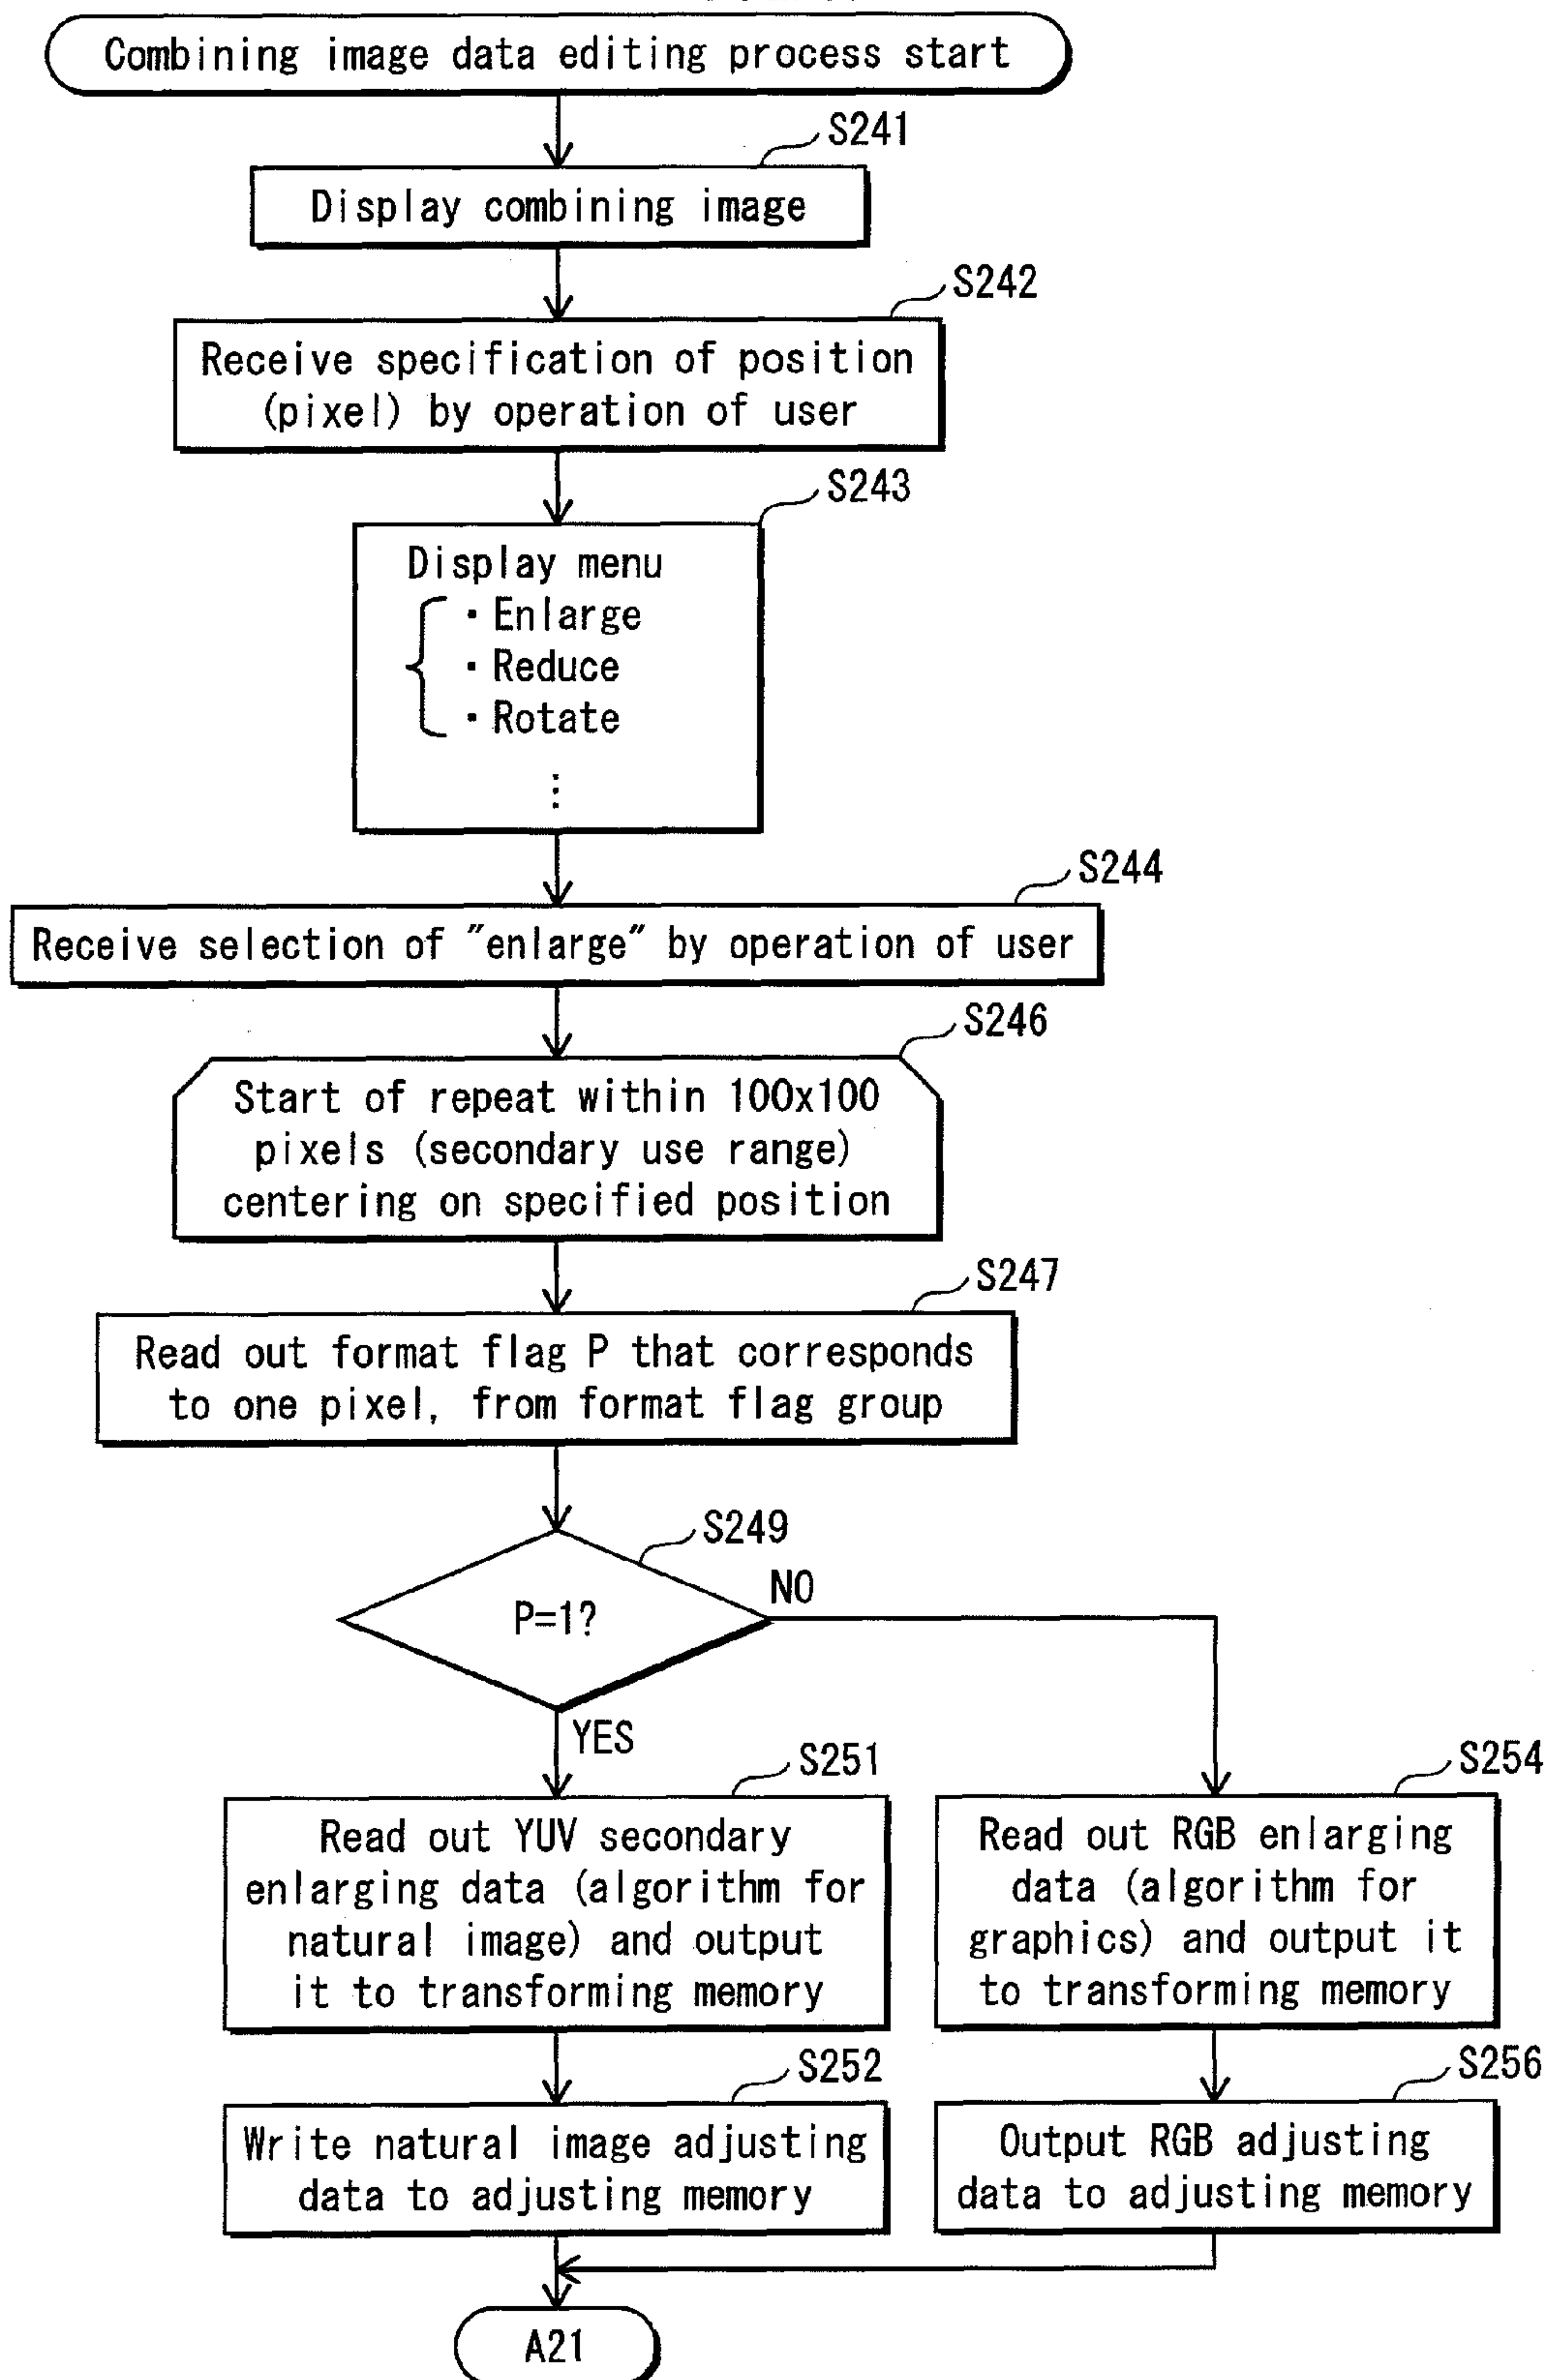 Combining image data editing process start
S241
Display combining image
S242
Receive specification of position
(pixel) by operation of user
S243
Display menu
・Enlarge
・Reduce
・Rotate
⋮
S244
Receive selection of "enlarge" by operation of user
S246
Start of repeat within 100x100
pixels (secondary use range)
centering on specified position
S247
Read out format flag P that corresponds
to one pixel, from format flag group
S249
P=1?
NO
YES
S251
Read out YUV secondary
enlarging data (algorithm for
natural image) and output
it to transforming memory
S254
Read out RGB enlarging
data (algorithm for
graphics) and output it
to transforming memory
S252
Write natural image adjusting
data to adjusting memory
S256
Output RGB adjusting
data to adjusting memory
A21